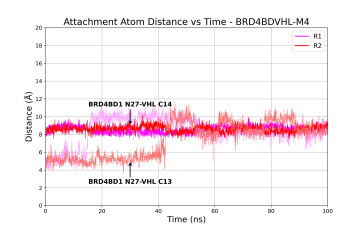 Attachment Atom Distance vs Time - BRD4BDVHL-M4
20
18
16
14
12
10
8
6
4
2
0
Distance (Å)
R1
R2
BRD4BD1 N27-VHL C14
BRD4BD1 N27-VHL C13
0 20 40 60 80 100
Time (ns)